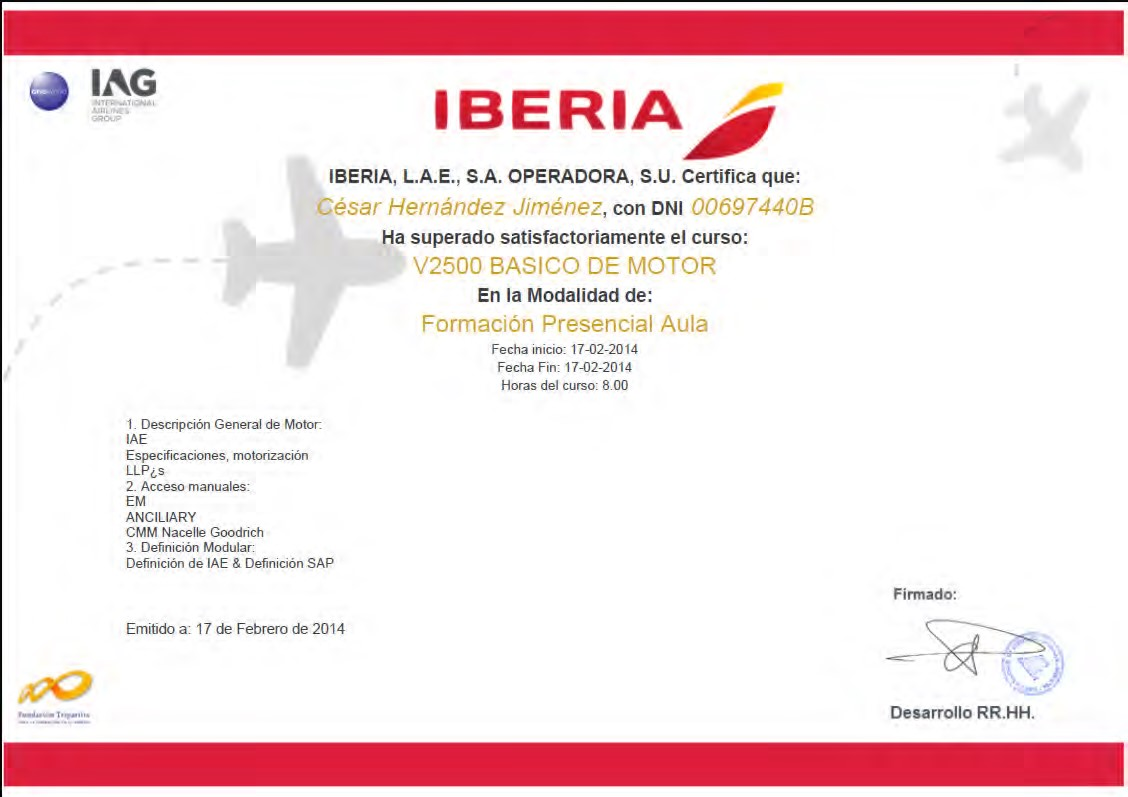 IAG
INTERNATIONAL
AIRLINES
GROUP
IBERIA
IBERIA, L.A.E., S.A. OPERADORA, S.U. Certifica que:
César Hernández Jiménez, con DNI 00697440B
Ha superado satisfactoriamente el curso:
V2500 BASICO DE MOTOR
En la Modalidad de:
Formación Presencial Aula
Fecha inicio: 17-02-2014
Fecha Fin: 17-02-2014
Horas del curso: 8.00
1. Descripción General de Motor:
IAE
Especificaciones, motorización
LLP¿s
2. Acceso manuales:
EM
ANCILIARY
CMM Nacelle Goodrich
3. Definición Modular:
Definición de IAE & Definición SAP
Emitido a: 17 de Febrero de 2014
Firmado:
Desarrollo RR.HH.
Fundación Tripartita